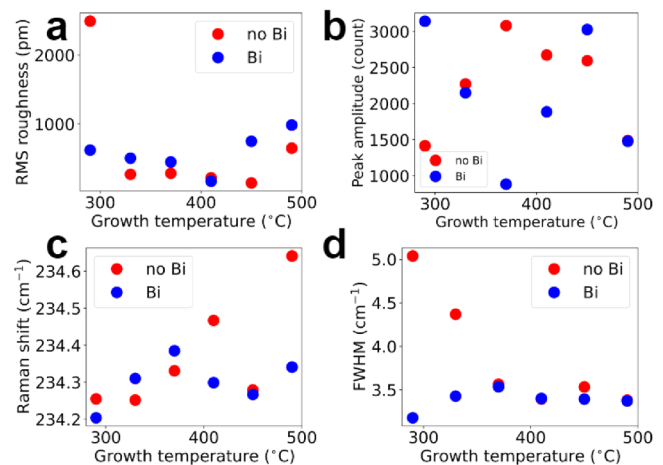 a
RMS roughness (pm)
2000
1000
no Bi
Bi
300
400
500
Growth temperature (°C)
b
Peak amplitude (count)
3000
2500
2000
1500
1000
no Bi
Bi
300
400
500
Growth temperature (°C)
c
Raman shift (cm⁻¹)
234.6
234.5
234.4
234.3
234.2
no Bi
Bi
300
400
500
Growth temperature (°C)
d
FWHM (cm⁻¹)
5.0
4.5
4.0
3.5
no Bi
Bi
300
400
500
Growth temperature (°C)